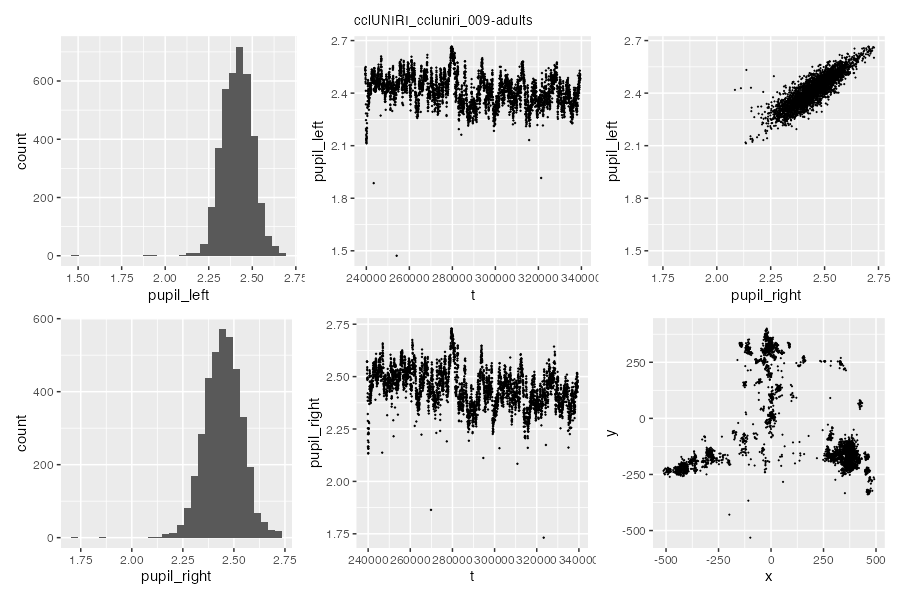 cclUNIRI_ccluniri_009-adults
600
400
200
0
count
1.50 1.75 2.00 2.25 2.50 2.75
pupil_left
2.7
2.4
2.1
1.8
1.5
pupil_left
240000 260000 280000 300000 320000 340000
t
2.7
2.4
2.1
1.8
1.5
pupil_left
1.75 2.00 2.25 2.50 2.75
pupil_right
600
400
200
0
count
1.75 2.00 2.25 2.50 2.75
pupil_right
2.75
2.50
2.25
2.00
1.75
pupil_right
240000 260000 280000 300000 320000 340000
t
250
0
-250
-500
y
-500 -250 0 250 500
x